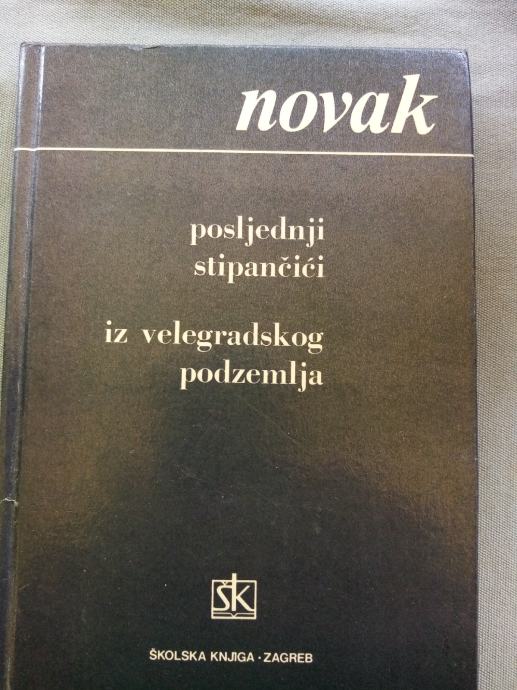 novak
posljednji
stipančići
iz velegradskog
podzemlja
šk
ŠKOLSKA KNJIGA · ZAGREB